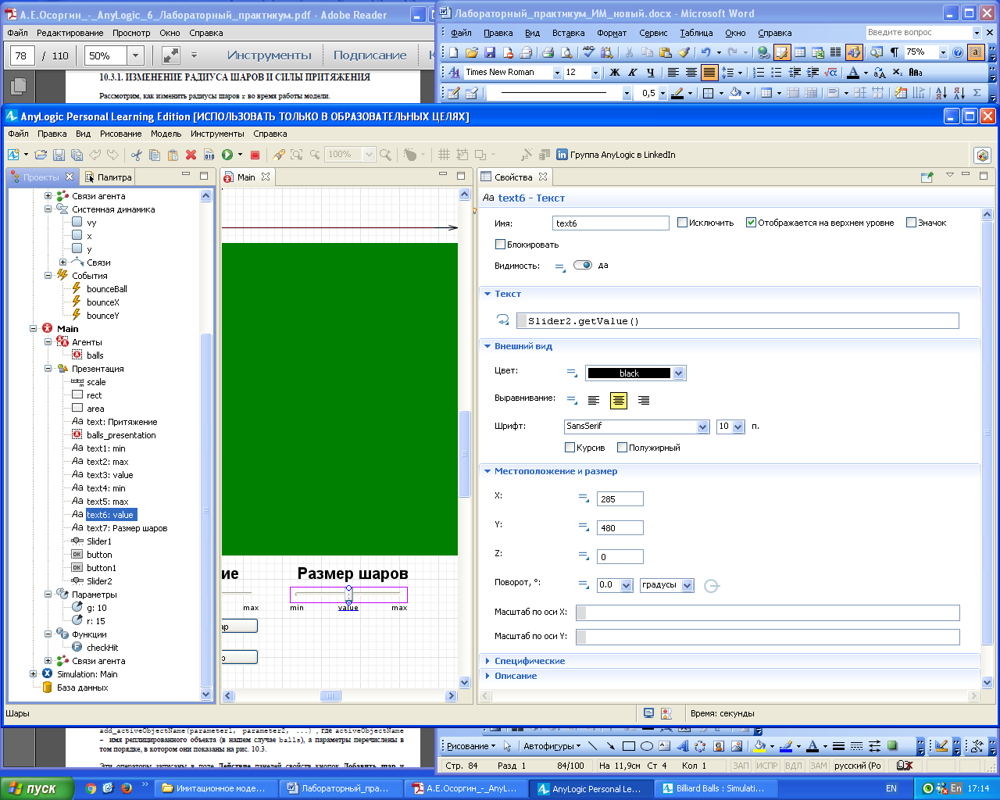 А.Е.Осоргин_-_AnyLogic_6_Лабораторный_практикум.pdf - Adobe Reader
Файл Редактирование Просмотр Окно Справка
78 / 110 50% Инструменты Подписание
10.3.1. ИЗМЕНЕНИЕ РАДИУСА ШАРОВ И СИЛЫ ПРИТЯЖЕНИЯ
Рассмотрим, как изменить радиусы шаров r во время работы модели.
Лабораторный_практикум_ИМ_новый.docx - Microsoft Word
Файл Правка Вид Вставка Формат Сервис Таблица Окно Справка Введите вопрос
75%
Times New Roman 12 Ж К Ч
0,5
AnyLogic Personal Learning Edition [ИСПОЛЬЗОВАТЬ ТОЛЬКО В ОБРАЗОВАТЕЛЬНЫХ ЦЕЛЯХ]
Файл Правка Вид Рисование Модель Инструменты Справка
100% Группа AnyLogic в LinkedIn
Проекты Палитра
Связи агента
Системная динамика
vy
x
y
Связи
События
bounceBall
bounceX
bounceY
Main
Агенты
balls
Презентация
scale
rect
area
text: Притяжение
balls_presentation
text1: min
text2: max
text3: value
text4: min
text5: max
text6: value
text7: Размер шаров
Slider1
button
button1
Slider2
Параметры
g: 10
r: 15
Функции
checkHit
Связи агента
Simulation: Main
База данных
Main
ие Размер шаров
max min value max
ар
р
Свойства
text6 - Текст
Имя: text6 Исключить Отображается на верхнем уровне Значок
Блокировать
Видимость: да
Текст
Slider2.getValue()
Внешний вид
Цвет: black
Выравнивание:
Шрифт: SansSerif 10 п.
Курсив Полужирный
Местоположение и размер
X: 285
Y: 480
Z: 0
Поворот, °: 0.0 градусы
Масштаб по оси X:
Масштаб по оси Y:
Специфические
Описание
Шары Время: секунды
add_activeObjectName(parameter1, parameter2, ...) , где activeObjectName
– имя реплицированного объекта (в нашем случае balls), а параметры перечислены в
том порядке, в котором они показаны на рис. 10.3.
Эти операторы записаны в поле Действие панелей свойств кнопок Добавить шар и
Рисование Автофигуры
Стр. 84 Разд 1 84/100 На 11,9см Ст 4 Кол 1 ЗАП ИСПР ВДЛ ЗАМ русский (Ро
пуск Имитационное моде... Лабораторный_пра... А.Е.Осоргин_-_AnyL... AnyLogic Personal Le... Billiard Balls : Simulati... EN En 17:14